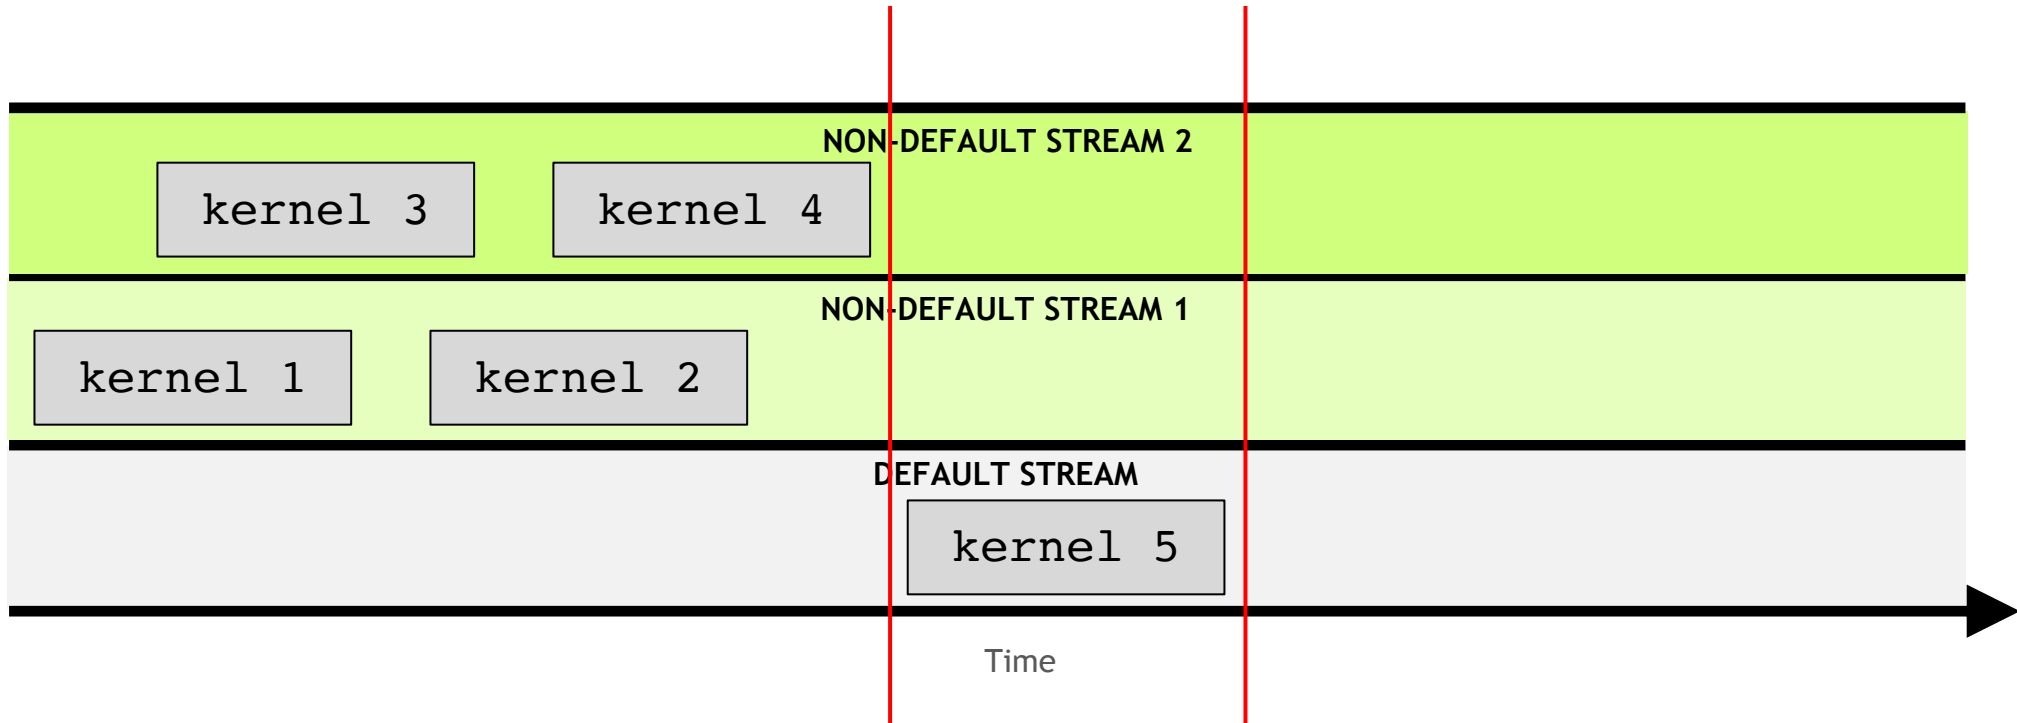 NON-DEFAULT STREAM 2
kernel 3
kernel 4
NON-DEFAULT STREAM 1
kernel 1
kernel 2
DEFAULT STREAM
kernel 5
Time